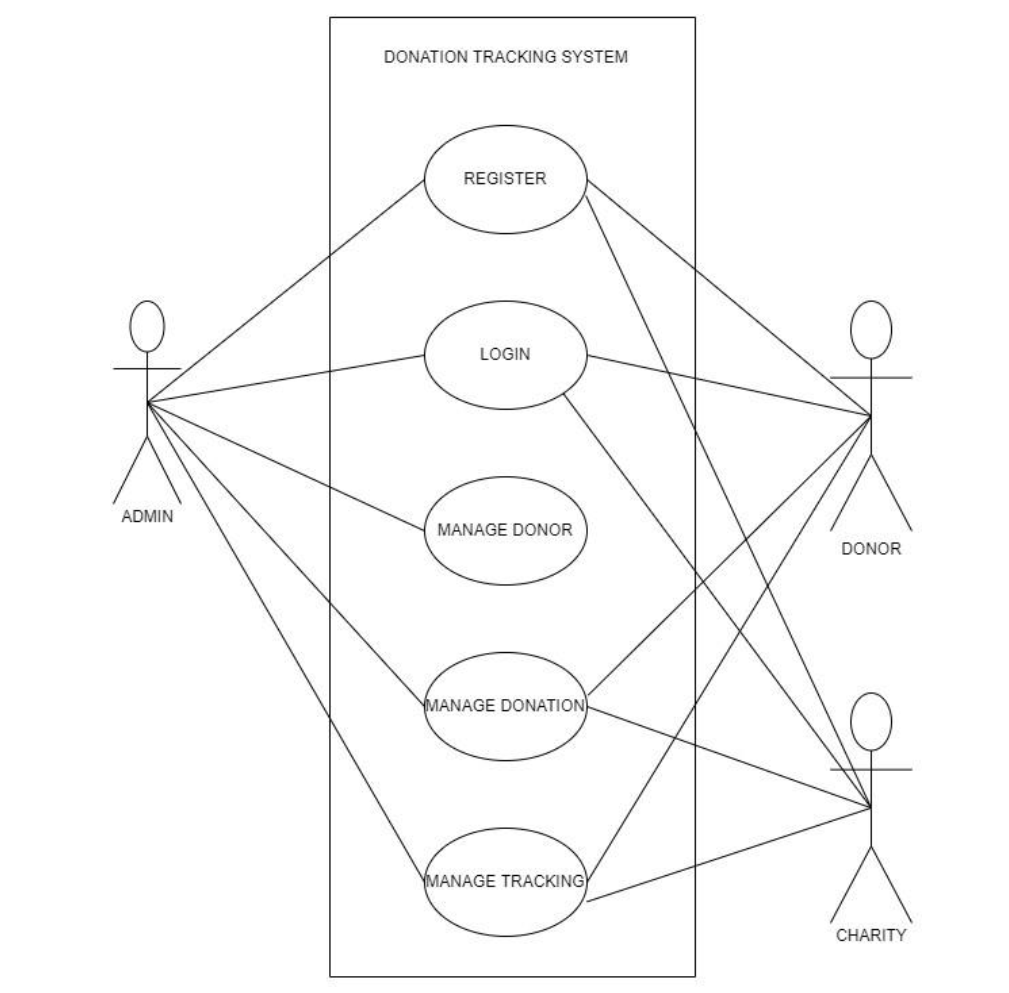 DONATION TRACKING SYSTEM
REGISTER
LOGIN
ADMIN
MANAGE DONOR
DONOR
MANAGE DONATION
MANAGE TRACKING
CHARITY